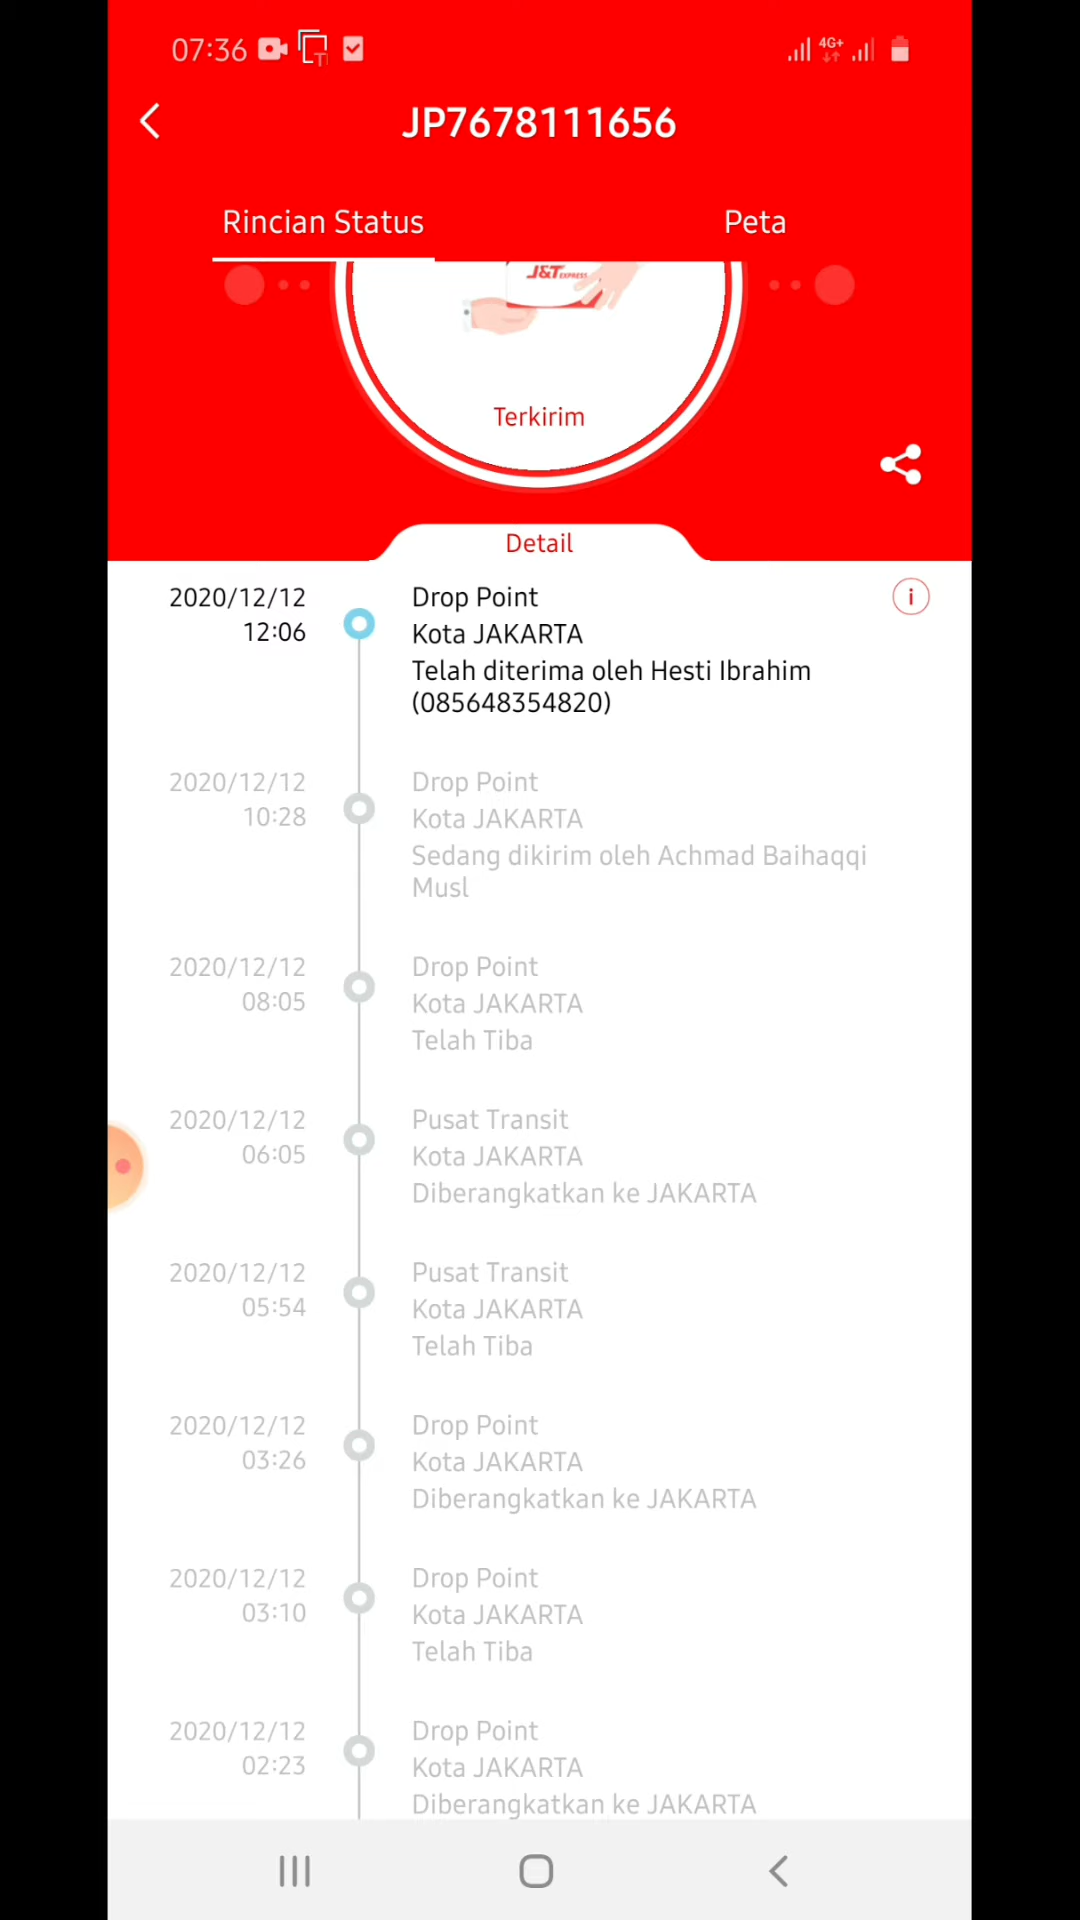 07:36
4G+
JP7678111656
Rincian Status
Peta
J&T EXPRESS
Terkirim
Detail
2020/12/12
12:06
Drop Point
Kota JAKARTA
Telah diterima oleh Hesti Ibrahim
(085648354820)
2020/12/12
10:28
Drop Point
Kota JAKARTA
Sedang dikirim oleh Achmad Baihaqqi
Musl
2020/12/12
08:05
Drop Point
Kota JAKARTA
Telah Tiba
2020/12/12
06:05
Pusat Transit
Kota JAKARTA
Diberangkatkan ke JAKARTA
2020/12/12
05:54
Pusat Transit
Kota JAKARTA
Telah Tiba
2020/12/12
03:26
Drop Point
Kota JAKARTA
Diberangkatkan ke JAKARTA
2020/12/12
03:10
Drop Point
Kota JAKARTA
Telah Tiba
2020/12/12
02:23
Drop Point
Kota JAKARTA
Diberangkatkan ke JAKARTA